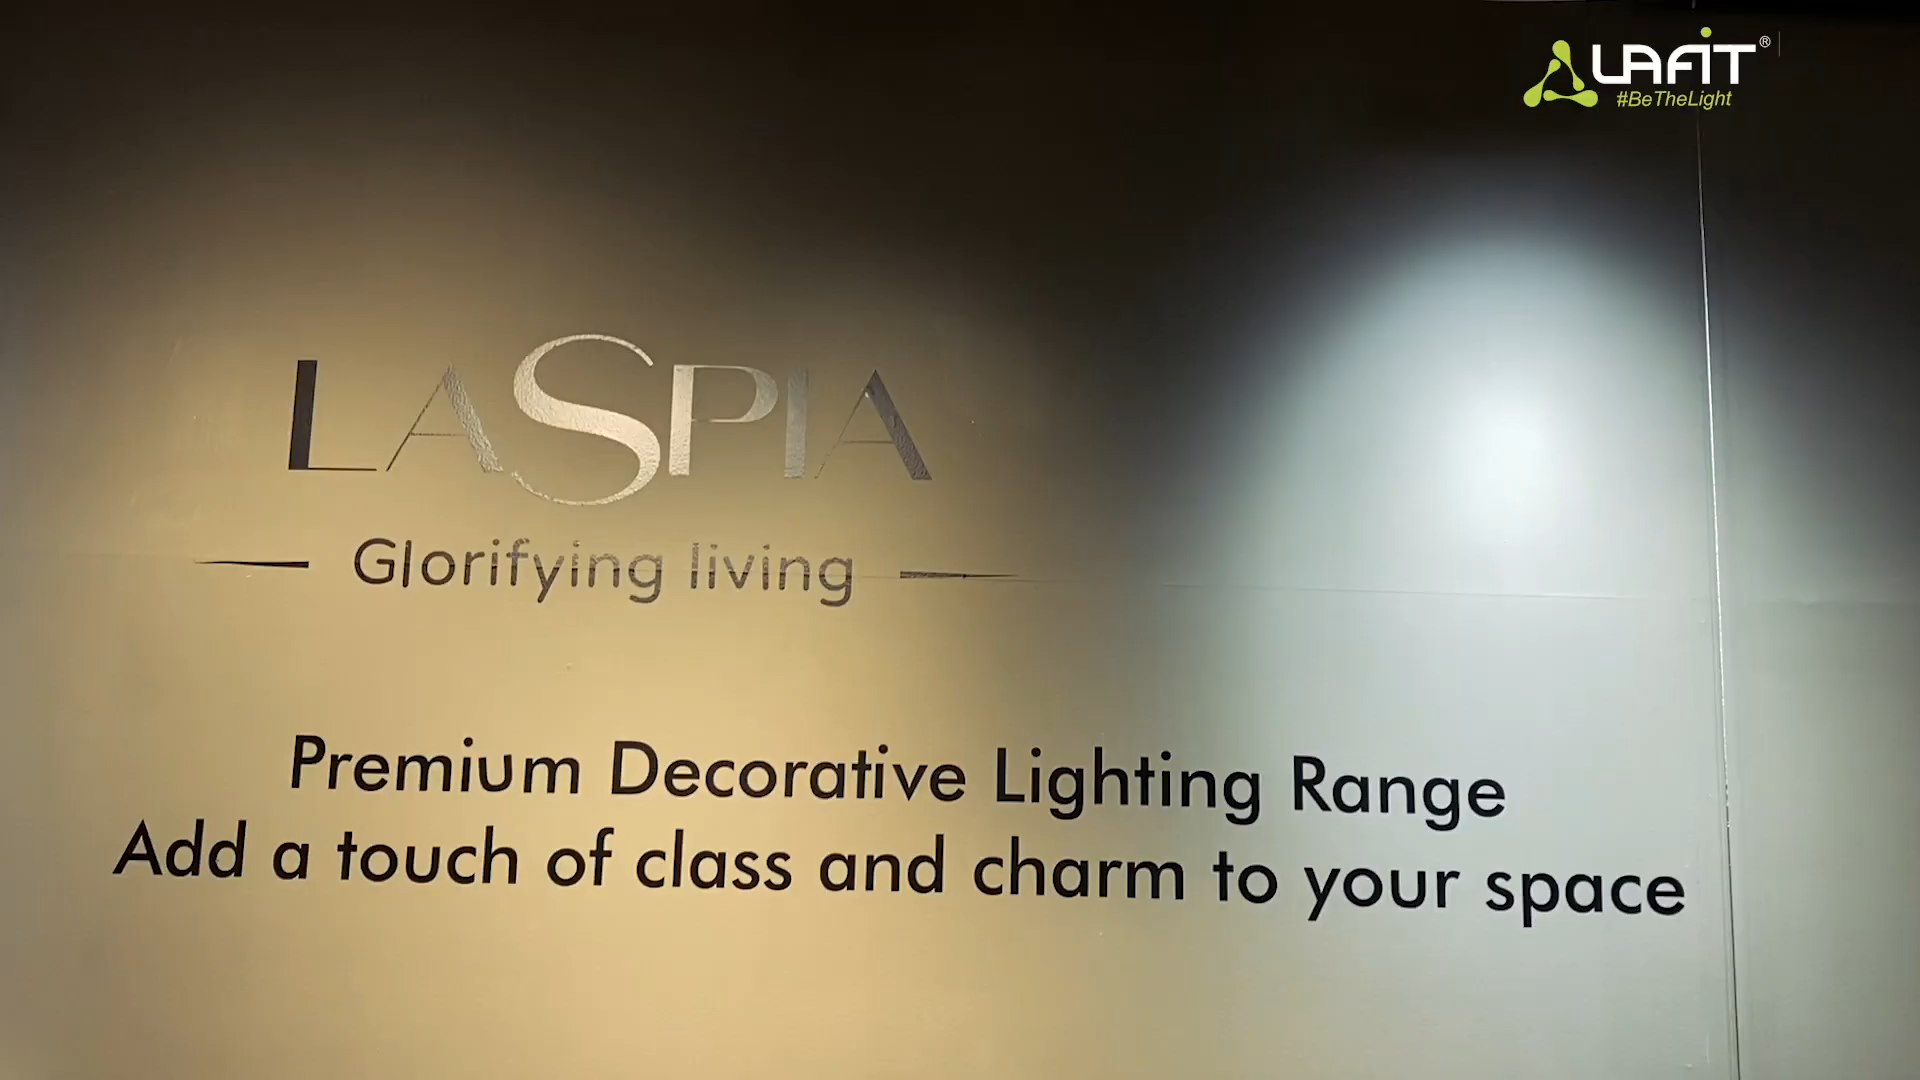 LAFIT®
#BeTheLight
LASPIA
Glorifying living
Premium Decorative Lighting Range
Add a touch of class and charm to your space